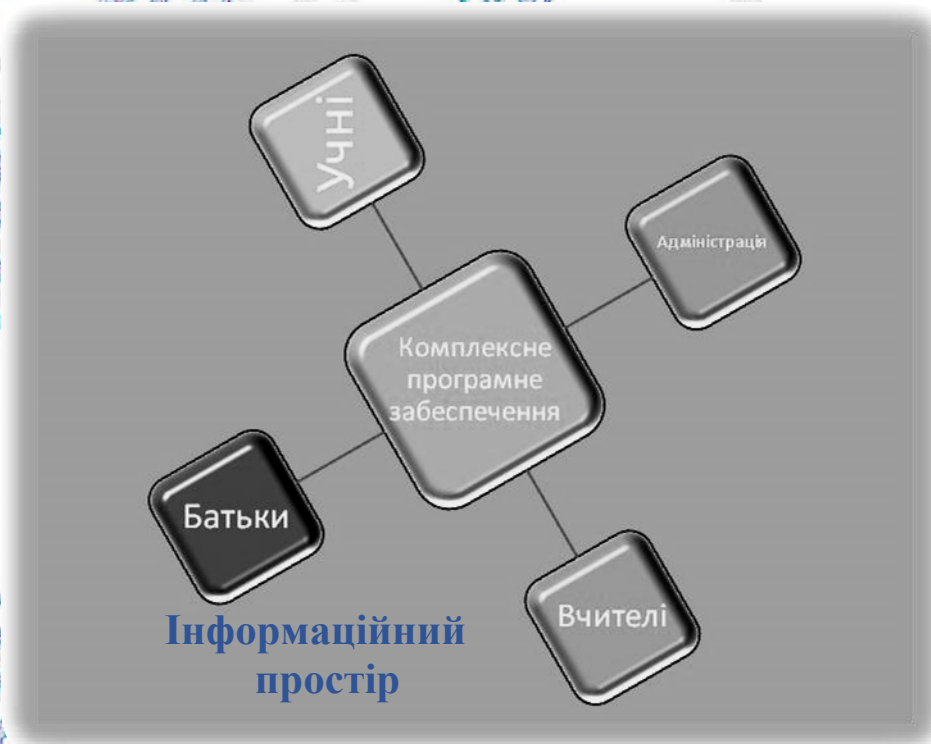 Учні
Адміністрація
Комплексне
програмне
забеспечення
Батьки
Вчителі
Інформаційний
простір